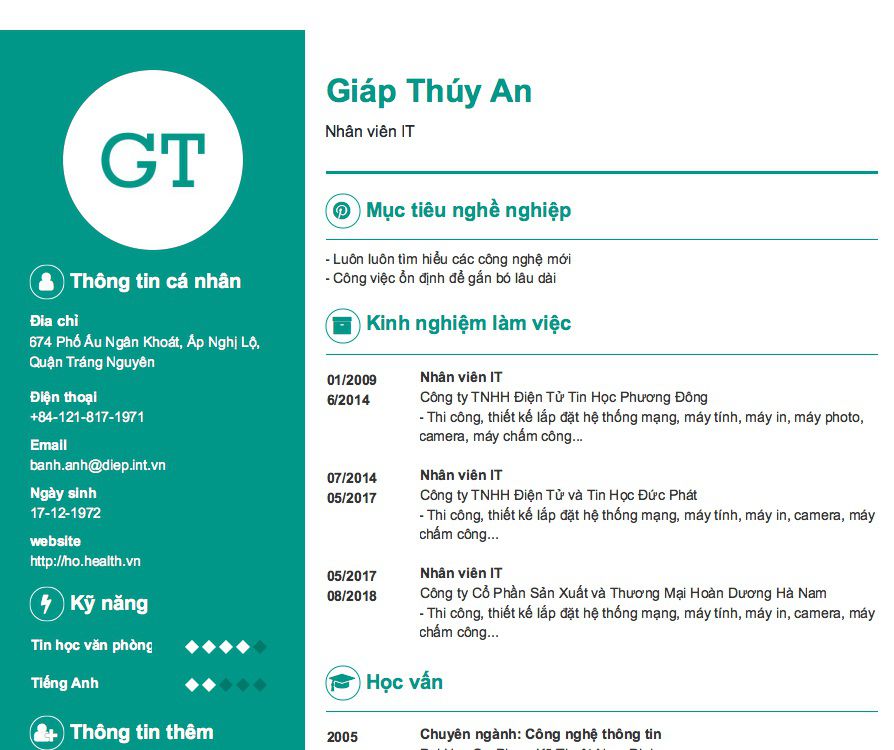 GT
Thông tin cá nhân
Địa chỉ
674 Phố Âu Ngân Khoát, Ấp Nghị Lộ,
Quận Tráng Nguyên
Điện thoại
+84-121-817-1971
Email
banh.anh@diep.int.vn
Ngày sinh
17-12-1972
website
http://ho.health.vn
Kỹ năng
Tin học văn phòng
Tiếng Anh
Thông tin thêm
Giáp Thúy An
Nhân viên IT
Mục tiêu nghề nghiệp
- Luôn luôn tìm hiểu các công nghệ mới
- Công việc ổn định để gắn bó lâu dài
Kinh nghiệm làm việc
01/2009
6/2014
Nhân viên IT
Công ty TNHH Điện Tử Tin Học Phương Đông
- Thi công, thiết kế lắp đặt hệ thống mạng, máy tính, máy in, máy photo,
camera, máy chấm công...
07/2014
05/2017
Nhân viên IT
Công ty TNHH Điện Tử và Tin Học Đức Phát
- Thi công, thiết kế lắp đặt hệ thống mạng, máy tính, máy in, camera, máy
chấm công...
05/2017
08/2018
Nhân viên IT
Công ty Cổ Phần Sản Xuất và Thương Mại Hoàn Dương Hà Nam
- Thi công, thiết kế lắp đặt hệ thống mạng, máy tính, máy in, camera, máy
chấm công...
Học vấn
2005
Chuyên ngành: Công nghệ thông tin